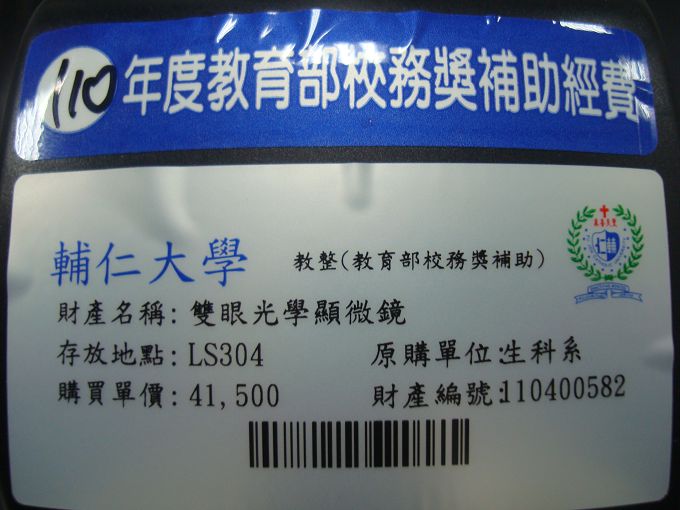 110年度教育部校務獎補助經費
輔仁大學 教整(教育部校務獎補助)
財產名稱: 雙眼光學顯微鏡
存放地點: LS304 原購單位:生科系
購買單價: 41,500 財產編號:110400582